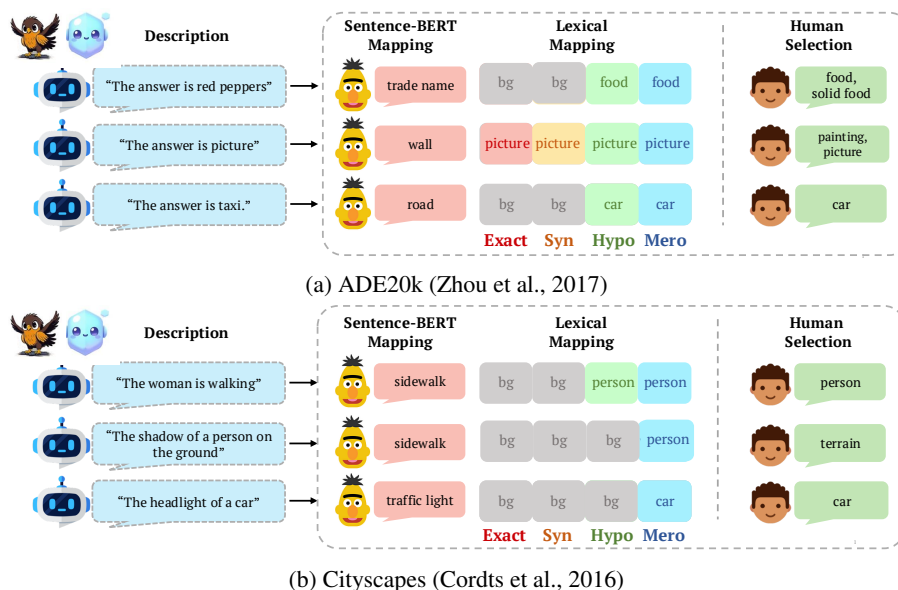 Description
Sentence-BERT
Mapping
Lexical
Mapping
Human
Selection
“The answer is red peppers”
trade name
bg bg food food
food,
solid food
“The answer is picture”
wall
picture picture picture picture
painting,
picture
“The answer is taxi.”
road
bg bg car car
car
Exact Syn Hypo Mero
(a) ADE20k (Zhou et al., 2017)
Description
Sentence-BERT
Mapping
Lexical
Mapping
Human
Selection
“The woman is walking”
sidewalk
bg bg person person
person
“The shadow of a person on
the ground”
sidewalk
bg bg bg person
terrain
“The headlight of a car”
traffic light
bg bg bg car
car
Exact Syn Hypo Mero
(b) Cityscapes (Cordts et al., 2016)